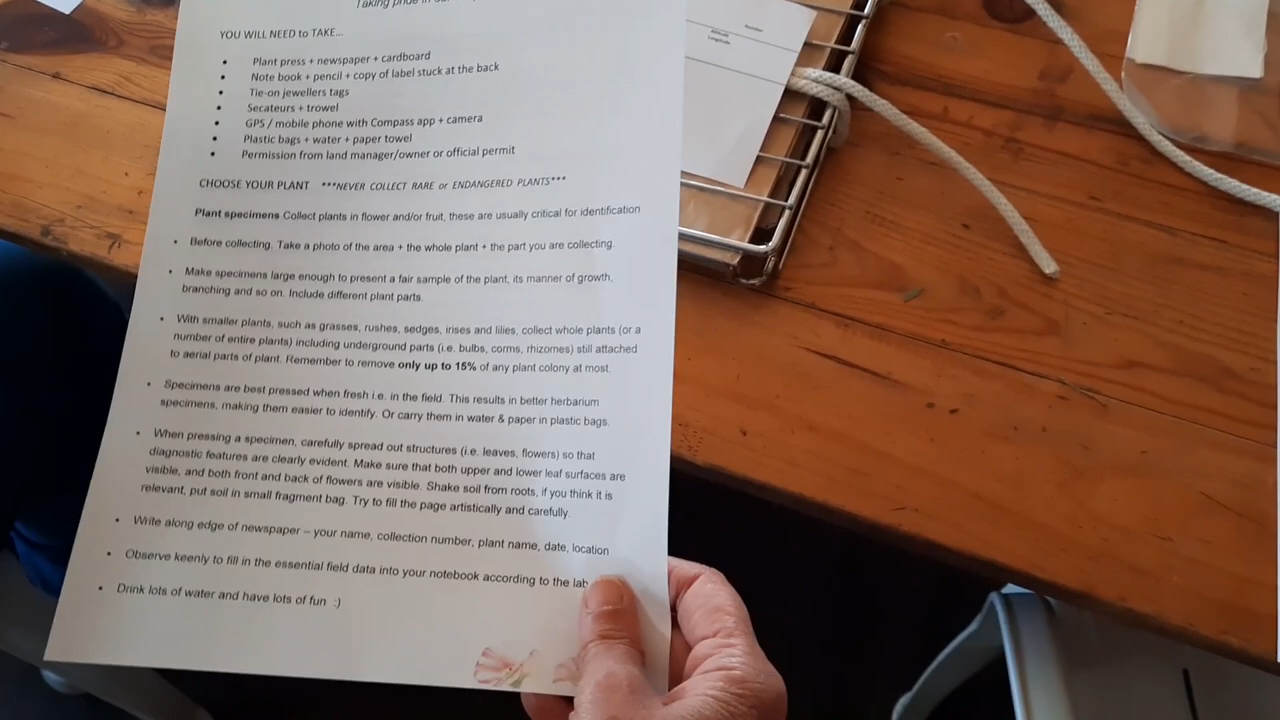 Taking pride in
YOU WILL NEED to TAKE...
• Plant press + newspaper + cardboard
• Note book + pencil + copy of label stuck at the back
• Tie-on jewellers tags
• Secateurs + trowel
• GPS / mobile phone with Compass app + camera
• Plastic bags + water + paper towel
• Permission from land manager/owner or official permit
CHOOSE YOUR PLANT ***NEVER COLLECT RARE or ENDANGERED PLANTS***
Plant specimens Collect plants in flower and/or fruit, these are usually critical for identification
• Before collecting. Take a photo of the area + the whole plant + the part you are collecting.
• Make specimens large enough to present a fair sample of the plant, its manner of growth,
branching and so on. Include different plant parts.
• With smaller plants, such as grasses, rushes, sedges, irises and lilies, collect whole plants (or a
number of entire plants) including underground parts (i.e. bulbs, corms, rhizomes) still attached
to aerial parts of plant. Remember to remove only up to 15% of any plant colony at most.
• Specimens are best pressed when fresh i.e. in the field. This results in better herbarium
specimens, making them easier to identify. Or carry them in water & paper in plastic bags.
• When pressing a specimen, carefully spread out structures (i.e. leaves, flowers) so that
diagnostic features are clearly evident. Make sure that both upper and lower leaf surfaces are
visible, and both front and back of flowers are visible. Shake soil from roots, if you think it is
relevant, put soil in small fragment bag. Try to fill the page artistically and carefully.
• Write along edge of newspaper – your name, collection number, plant name, date, location
• Observe keenly to fill in the essential field data into your notebook according to the lab
• Drink lots of water and have lots of fun :)
Number
Altitude
Longitude